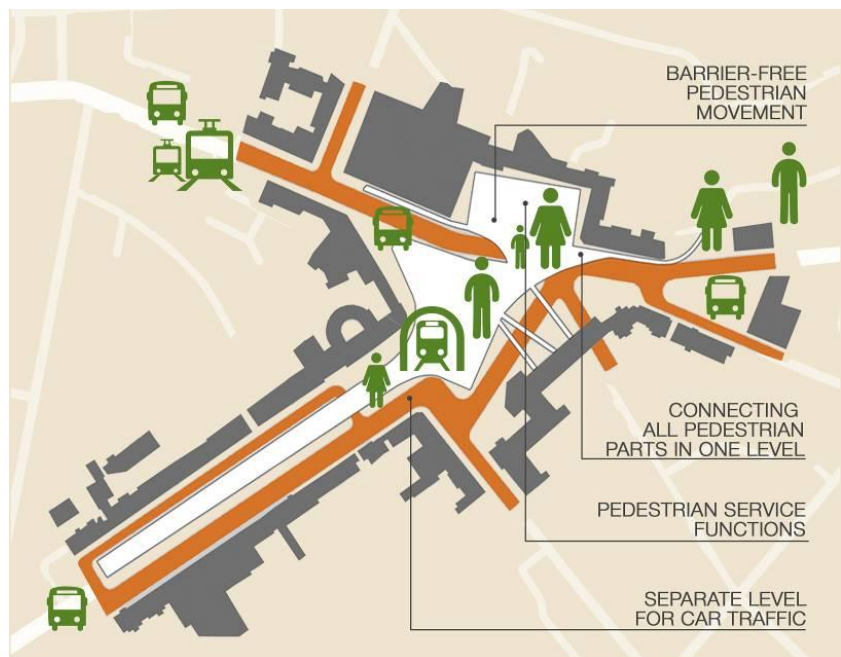 BARRIER-FREE
PEDESTRIAN
MOVEMENT
CONNECTING
ALL PEDESTRIAN
PARTS IN ONE LEVEL
PEDESTRIAN SERVICE
FUNCTIONS
SEPARATE LEVEL
FOR CAR TRAFFIC